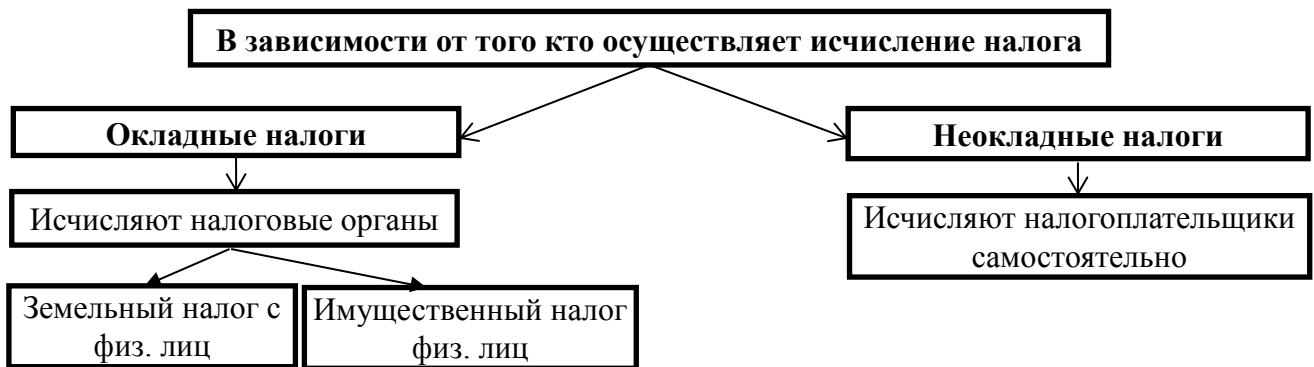 В зависимости от того кто осуществляет исчисление налога
Окладные налоги
Неокладные налоги
Исчисляют налоговые органы
Исчисляют налогоплательщики
самостоятельно
Земельный налог с
физ. лиц
Имущественный налог
физ. лиц